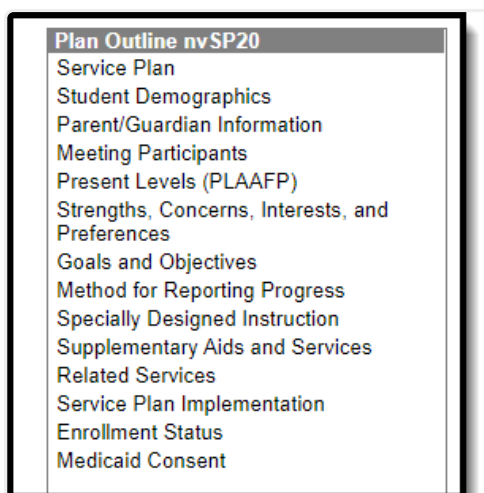 Plan Outline nvSP20
Service Plan
Student Demographics
Parent/Guardian Information
Meeting Participants
Present Levels (PLAAFP)
Strengths, Concerns, Interests, and
Preferences
Goals and Objectives
Method for Reporting Progress
Specially Designed Instruction
Supplementary Aids and Services
Related Services
Service Plan Implementation
Enrollment Status
Medicaid Consent